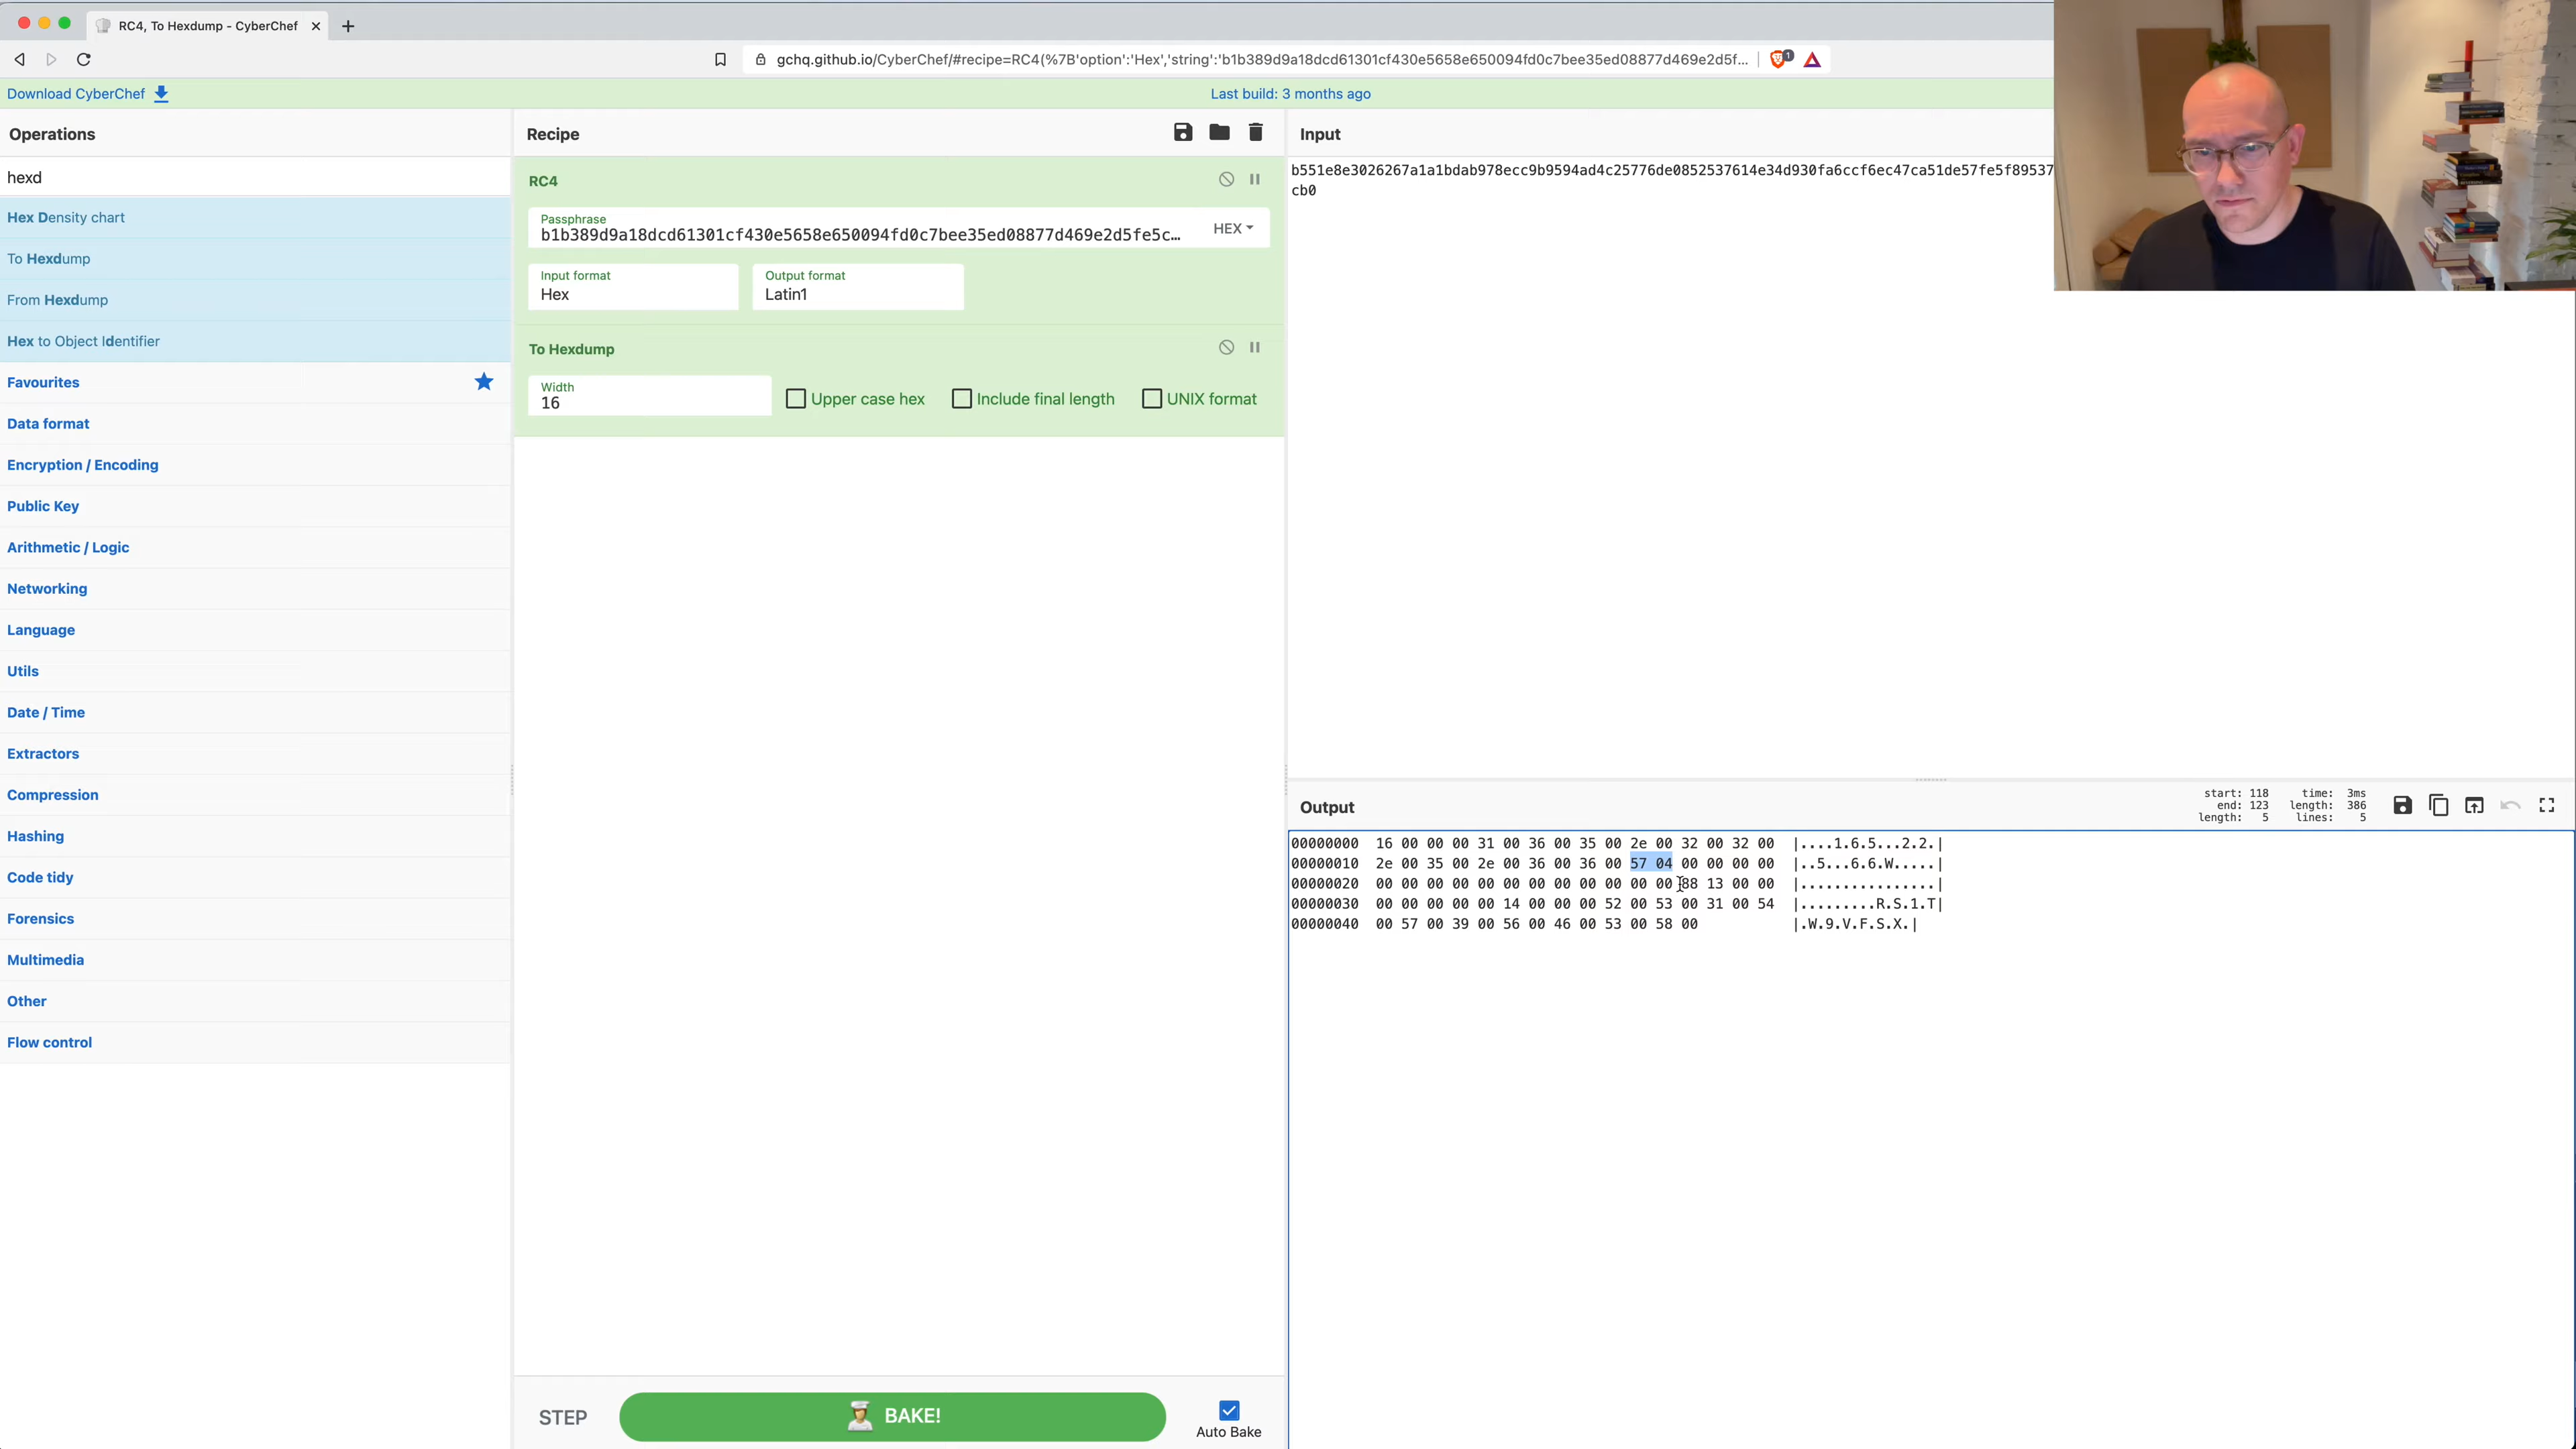 RC4, To Hexdump - CyberChef
gchq.github.io/CyberChef/#recipe=RC4(%7B'option':'Hex','string':'b1b389d9a18dcd61301cf430e5658e650094fd0c7bee35ed08877d469e2d5f...
1
Download CyberChef
Last build: 3 months ago
Operations
hexd
Hex Density chart
To Hexdump
From Hexdump
Hex to Object Identifier
Favourites
Data format
Encryption / Encoding
Public Key
Arithmetic / Logic
Networking
Language
Utils
Date / Time
Extractors
Compression
Hashing
Code tidy
Forensics
Multimedia
Other
Flow control
Recipe
RC4
Passphrase
b1b389d9a18dcd61301cf430e5658e650094fd0c7bee35ed08877d469e2d5fe5c…
HEX
Input format
Hex
Output format
Latin1
To Hexdump
Width
16
Upper case hex
Include final length
UNIX format
STEP
BAKE!
Auto Bake
Input
b551e8e3026267a1a1bdab978ecc9b9594ad4c25776de0852537614e34d930fa6ccf6ec47ca51de57fe5f89537
cb0
Output
start: 118
end: 123
length: 5
time: 3ms
length: 386
lines: 5
00000000 16 00 00 00 31 00 36 00 35 00 2e 00 32 00 32 00 |....1.6.5...2.2.|
00000010 2e 00 35 00 2e 00 36 00 36 00 57 04 00 00 00 00 |..5...6.6.W.....|
00000020 00 00 00 00 00 00 00 00 00 00 00 00 88 13 00 00 |................|
00000030 00 00 00 00 00 14 00 00 00 52 00 53 00 31 00 54 |.........R.S.1.T|
00000040 00 57 00 39 00 56 00 46 00 53 00 58 00 |.W.9.V.F.S.X.|